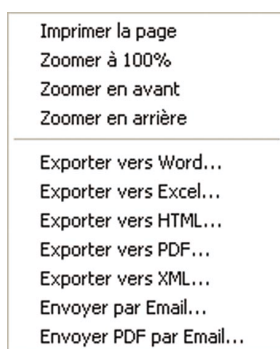 Imprimer la page
Zoomer à 100%
Zoomer en avant
Zoomer en arrière
Exporter vers Word...
Exporter vers Excel...
Exporter vers HTML...
Exporter vers PDF...
Exporter vers XML...
Envoyer par Email...
Envoyer PDF par Email...